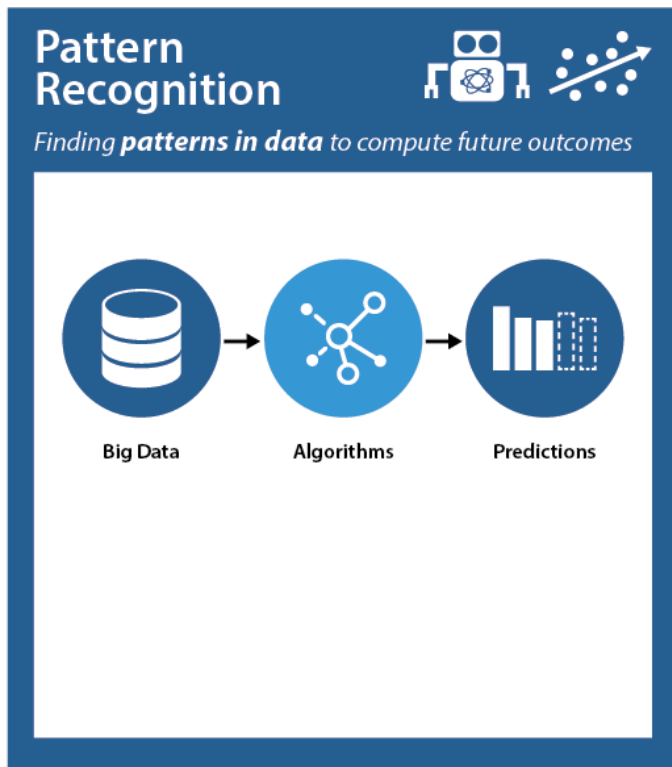 Pattern
Recognition
Finding patterns in data to compute future outcomes
Big Data
Algorithms
Predictions